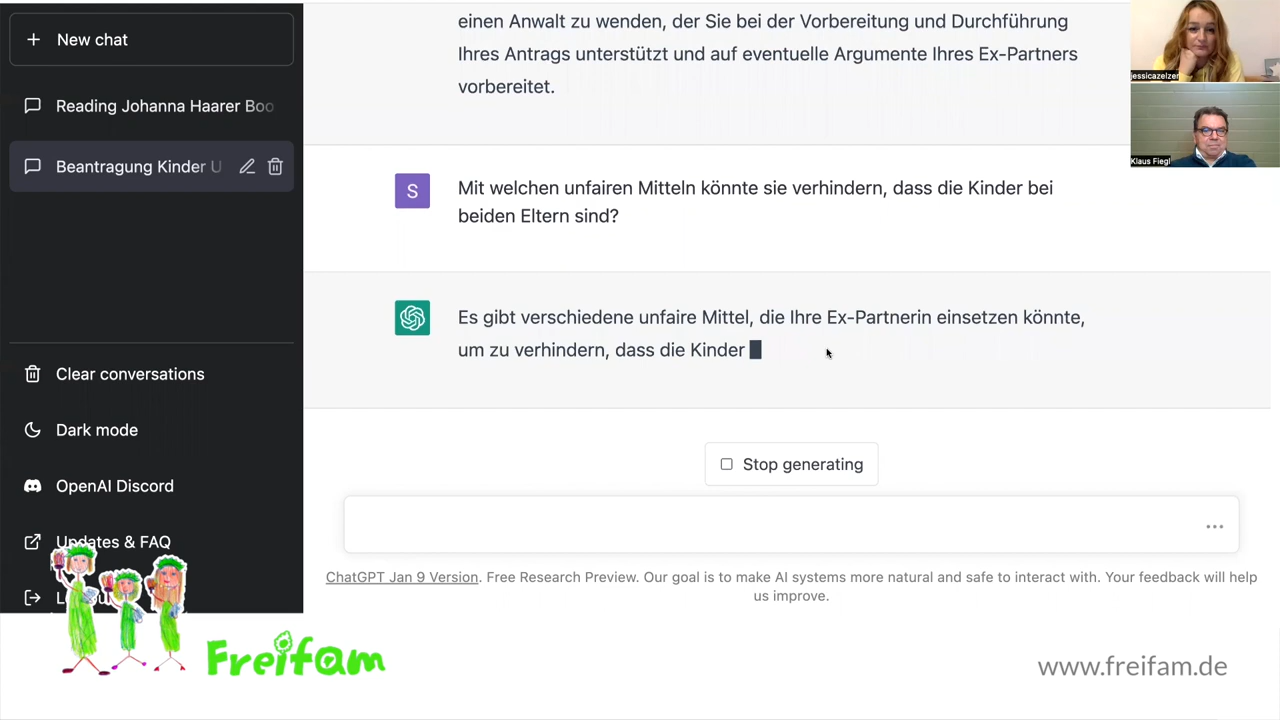 New chat
Reading Johanna Haarer Boo
Beantragung Kinder U
Clear conversations
Dark mode
OpenAI Discord
Updates & FAQ
einen Anwalt zu wenden, der Sie bei der Vorbereitung und Durchführung
Ihres Antrags unterstützt und auf eventuelle Argumente Ihres Ex-Partners
vorbereitet.
S
Mit welchen unfairen Mitteln könnte sie verhindern, dass die Kinder bei
beiden Eltern sind?
Es gibt verschiedene unfaire Mittel, die Ihre Ex-Partnerin einsetzen könnte,
um zu verhindern, dass die Kinder
Stop generating
...
ChatGPT Jan 9 Version. Free Research Preview. Our goal is to make AI systems more natural and safe to interact with. Your feedback will help
us improve.
jessicazelzer
Klaus Fiegl
Freifam
www.freifam.de